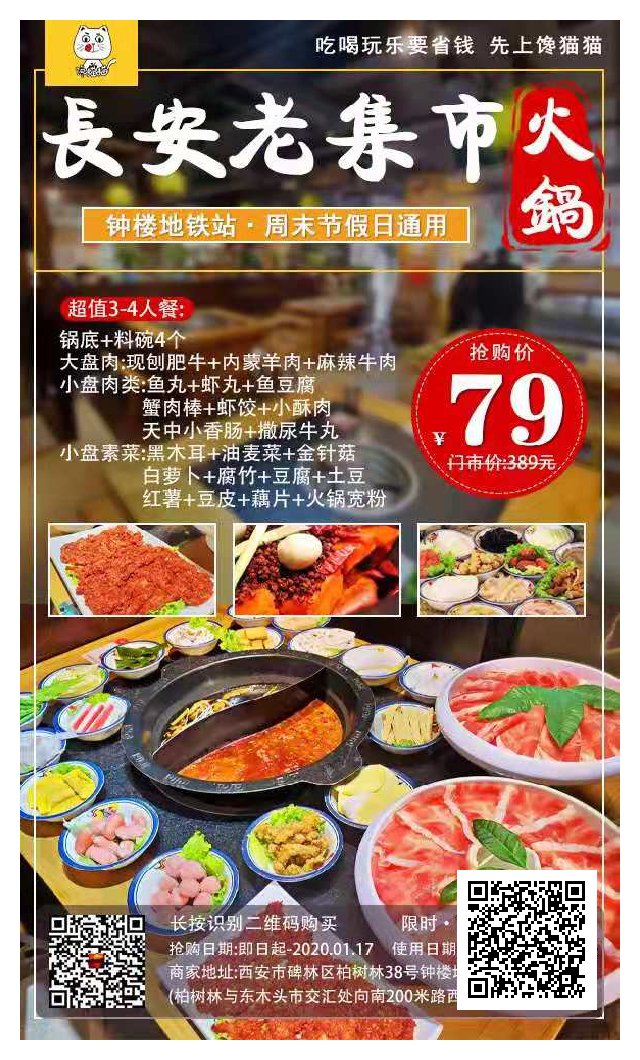 馋猫猫
吃喝玩乐要省钱 先上馋猫猫
長安老集市
火鍋
钟楼地铁站·周末节假日通用
超值3-4人餐:
锅底+料碗4个
大盘肉:现刨肥牛+内蒙羊肉+麻辣牛肉
小盘肉类:鱼丸+虾丸+鱼豆腐
蟹肉棒+虾饺+小酥肉
天中小香肠+撒尿牛丸
小盘素菜:黑木耳+油麦菜+金针菇
白萝卜+腐竹+豆腐+土豆
红薯+豆皮+藕片+火锅宽粉
抢购价
¥79
门市价:389元
长按识别二维码购买 限时·
抢购日期:即日起-2020.01.17 使用日期
商家地址:西安市碑林区柏树林38号钟楼
(柏树林与东木头市交汇处向南200米路西